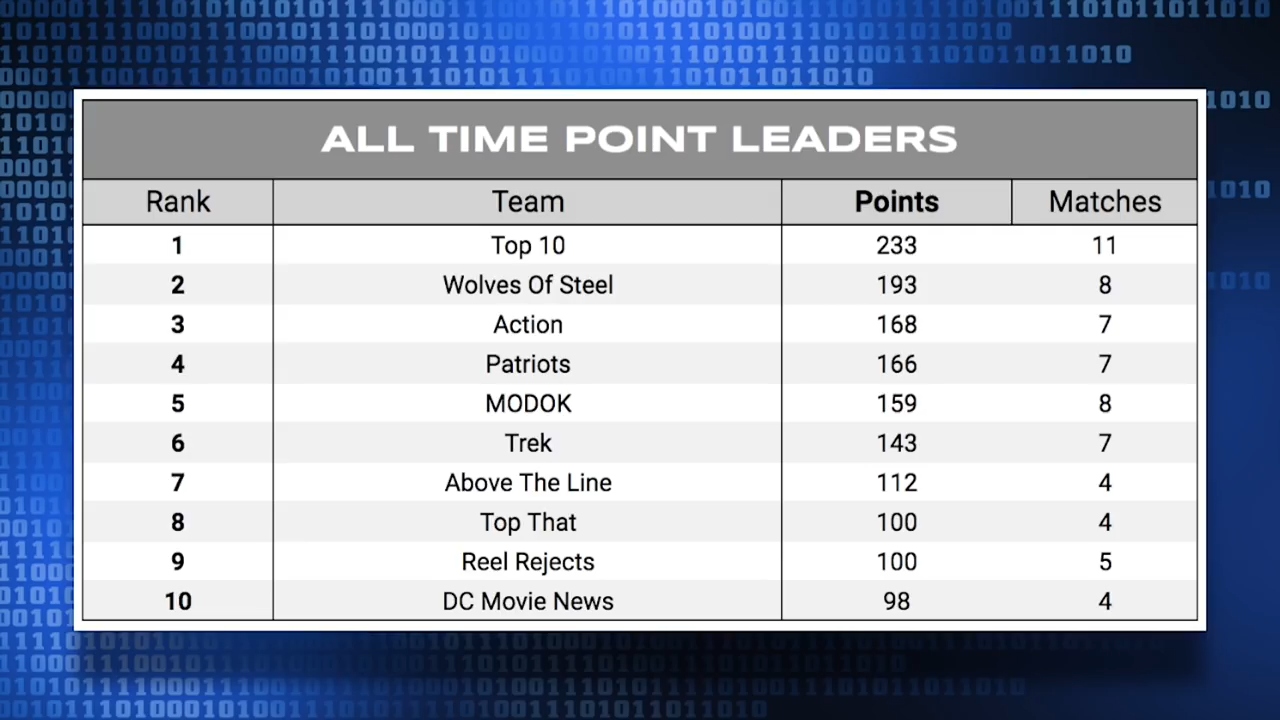 ALL TIME POINT LEADERS
Rank Team Points Matches
1 Top 10 233 11
2 Wolves Of Steel 193 8
3 Action 168 7
4 Patriots 166 7
5 MODOK 159 8
6 Trek 143 7
7 Above The Line 112 4
8 Top That 100 4
9 Reel Rejects 100 5
10 DC Movie News 98 4